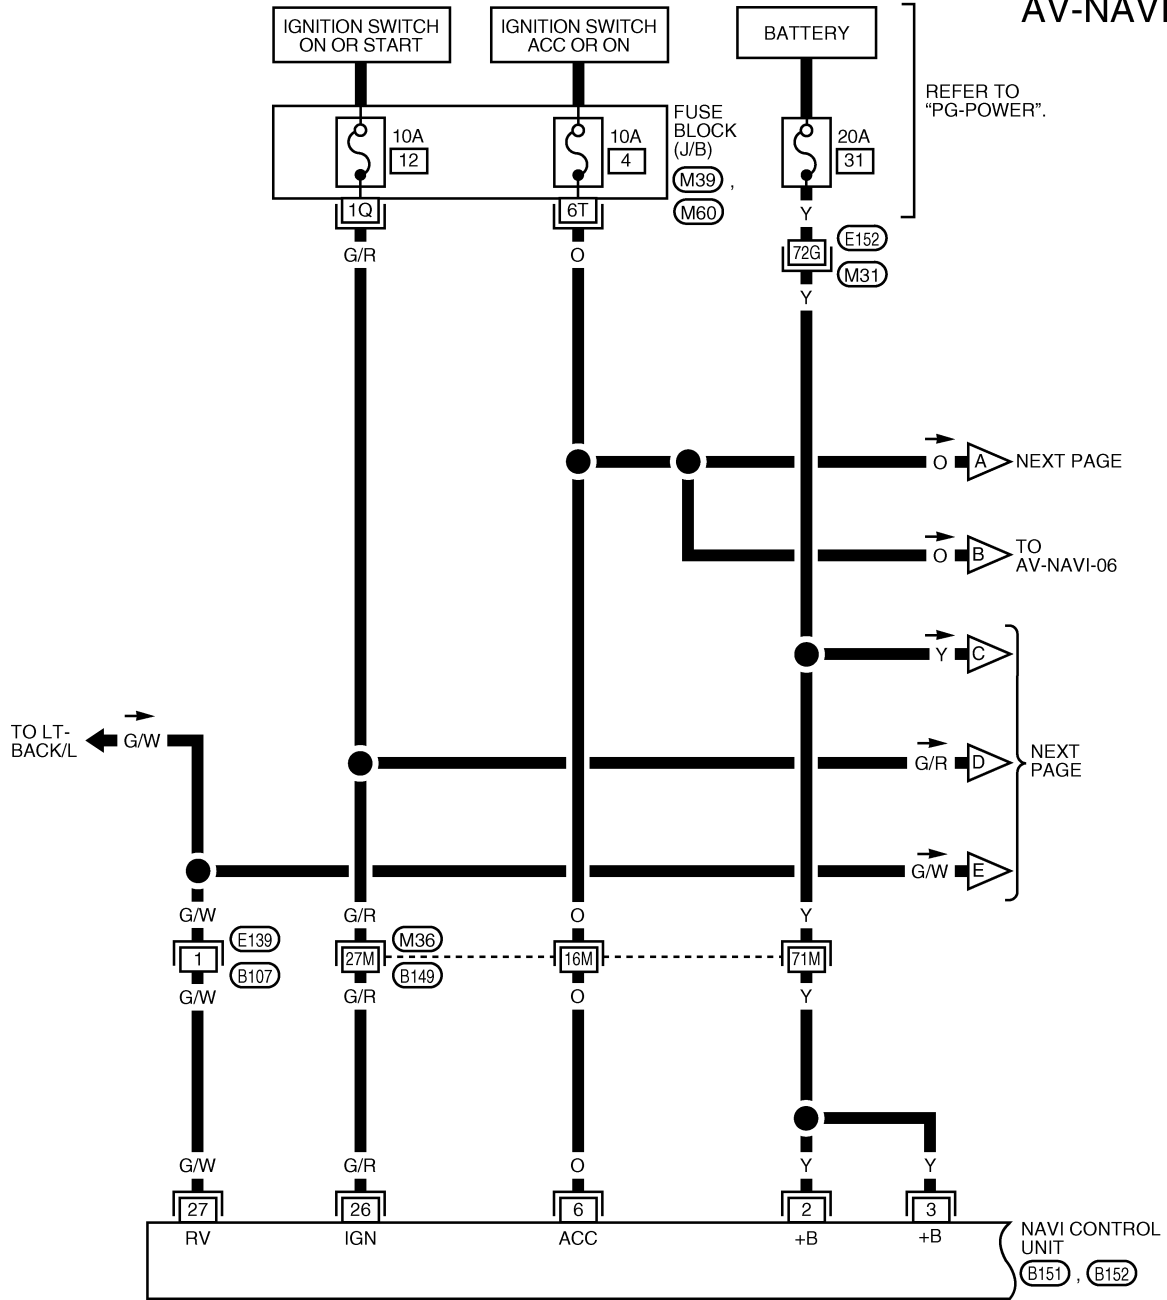 AV-NAVI
IGNITION SWITCH
ON OR START
IGNITION SWITCH
ACC OR ON
BATTERY
REFER TO
“PG-POWER”.
FUSE
BLOCK
(J/B)
M39 ,
M60
10A
12
10A
4
20A
31
1Q
6T
Y
G/R
O
72G
E152
M31
Y
O
A
NEXT PAGE
O
B
TO
AV-NAVI-06
Y
C
TO LT-
BACK/L
G/W
G/R
D
NEXT
PAGE
G/W
E
G/W
G/R
O
Y
1
E139
B107
27M
M36
B149
16M
71M
G/W
G/R
O
Y
G/W
G/R
O
Y
Y
27
26
6
2
3
RV
IGN
ACC
+B
+B
NAVI CONTROL
UNIT
B151 , B152